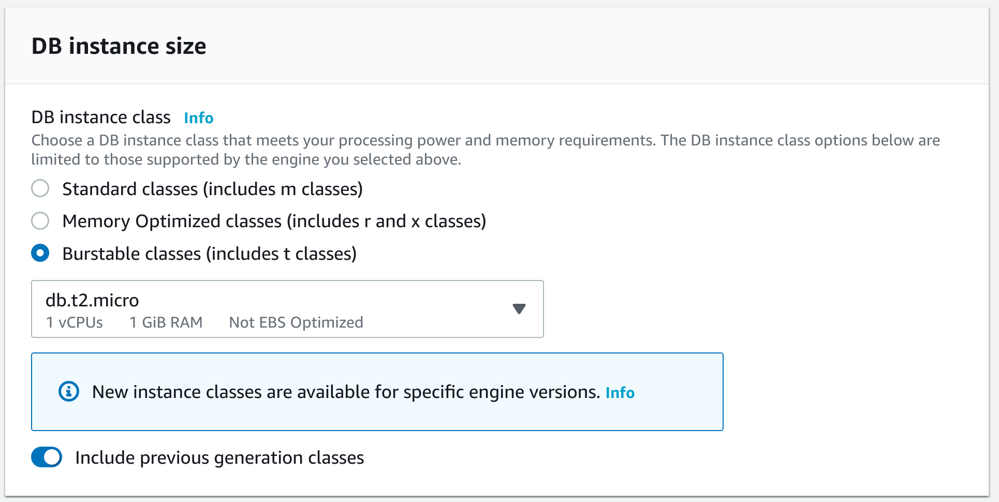 DB instance size
DB instance class Info
Choose a DB instance class that meets your processing power and memory requirements. The DB instance class options below are
limited to those supported by the engine you selected above.
Standard classes (includes m classes)
Memory Optimized classes (includes r and x classes)
Burstable classes (includes t classes)
db.t2.micro
1 vCPUs 1 GiB RAM Not EBS Optimized
New instance classes are available for specific engine versions. Info
Include previous generation classes